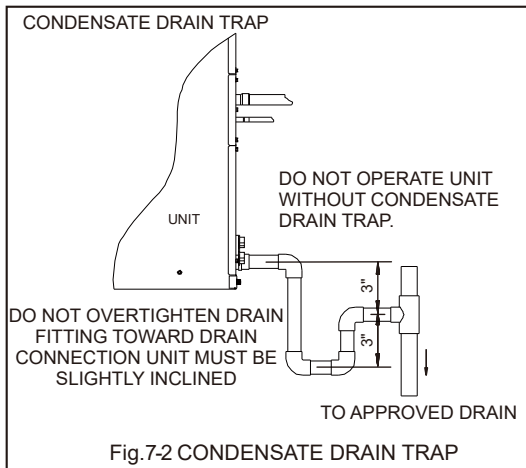 CONDENSATE DRAIN TRAP
DO NOT OPERATE UNIT
WITHOUT CONDENSATE
DRAIN TRAP.
UNIT
3"
3"
DO NOT OVERTIGHTEN DRAIN
FITTING TOWARD DRAIN
CONNECTION UNIT MUST BE
SLIGHTLY INCLINED
TO APPROVED DRAIN
Fig.7-2 CONDENSATE DRAIN TRAP